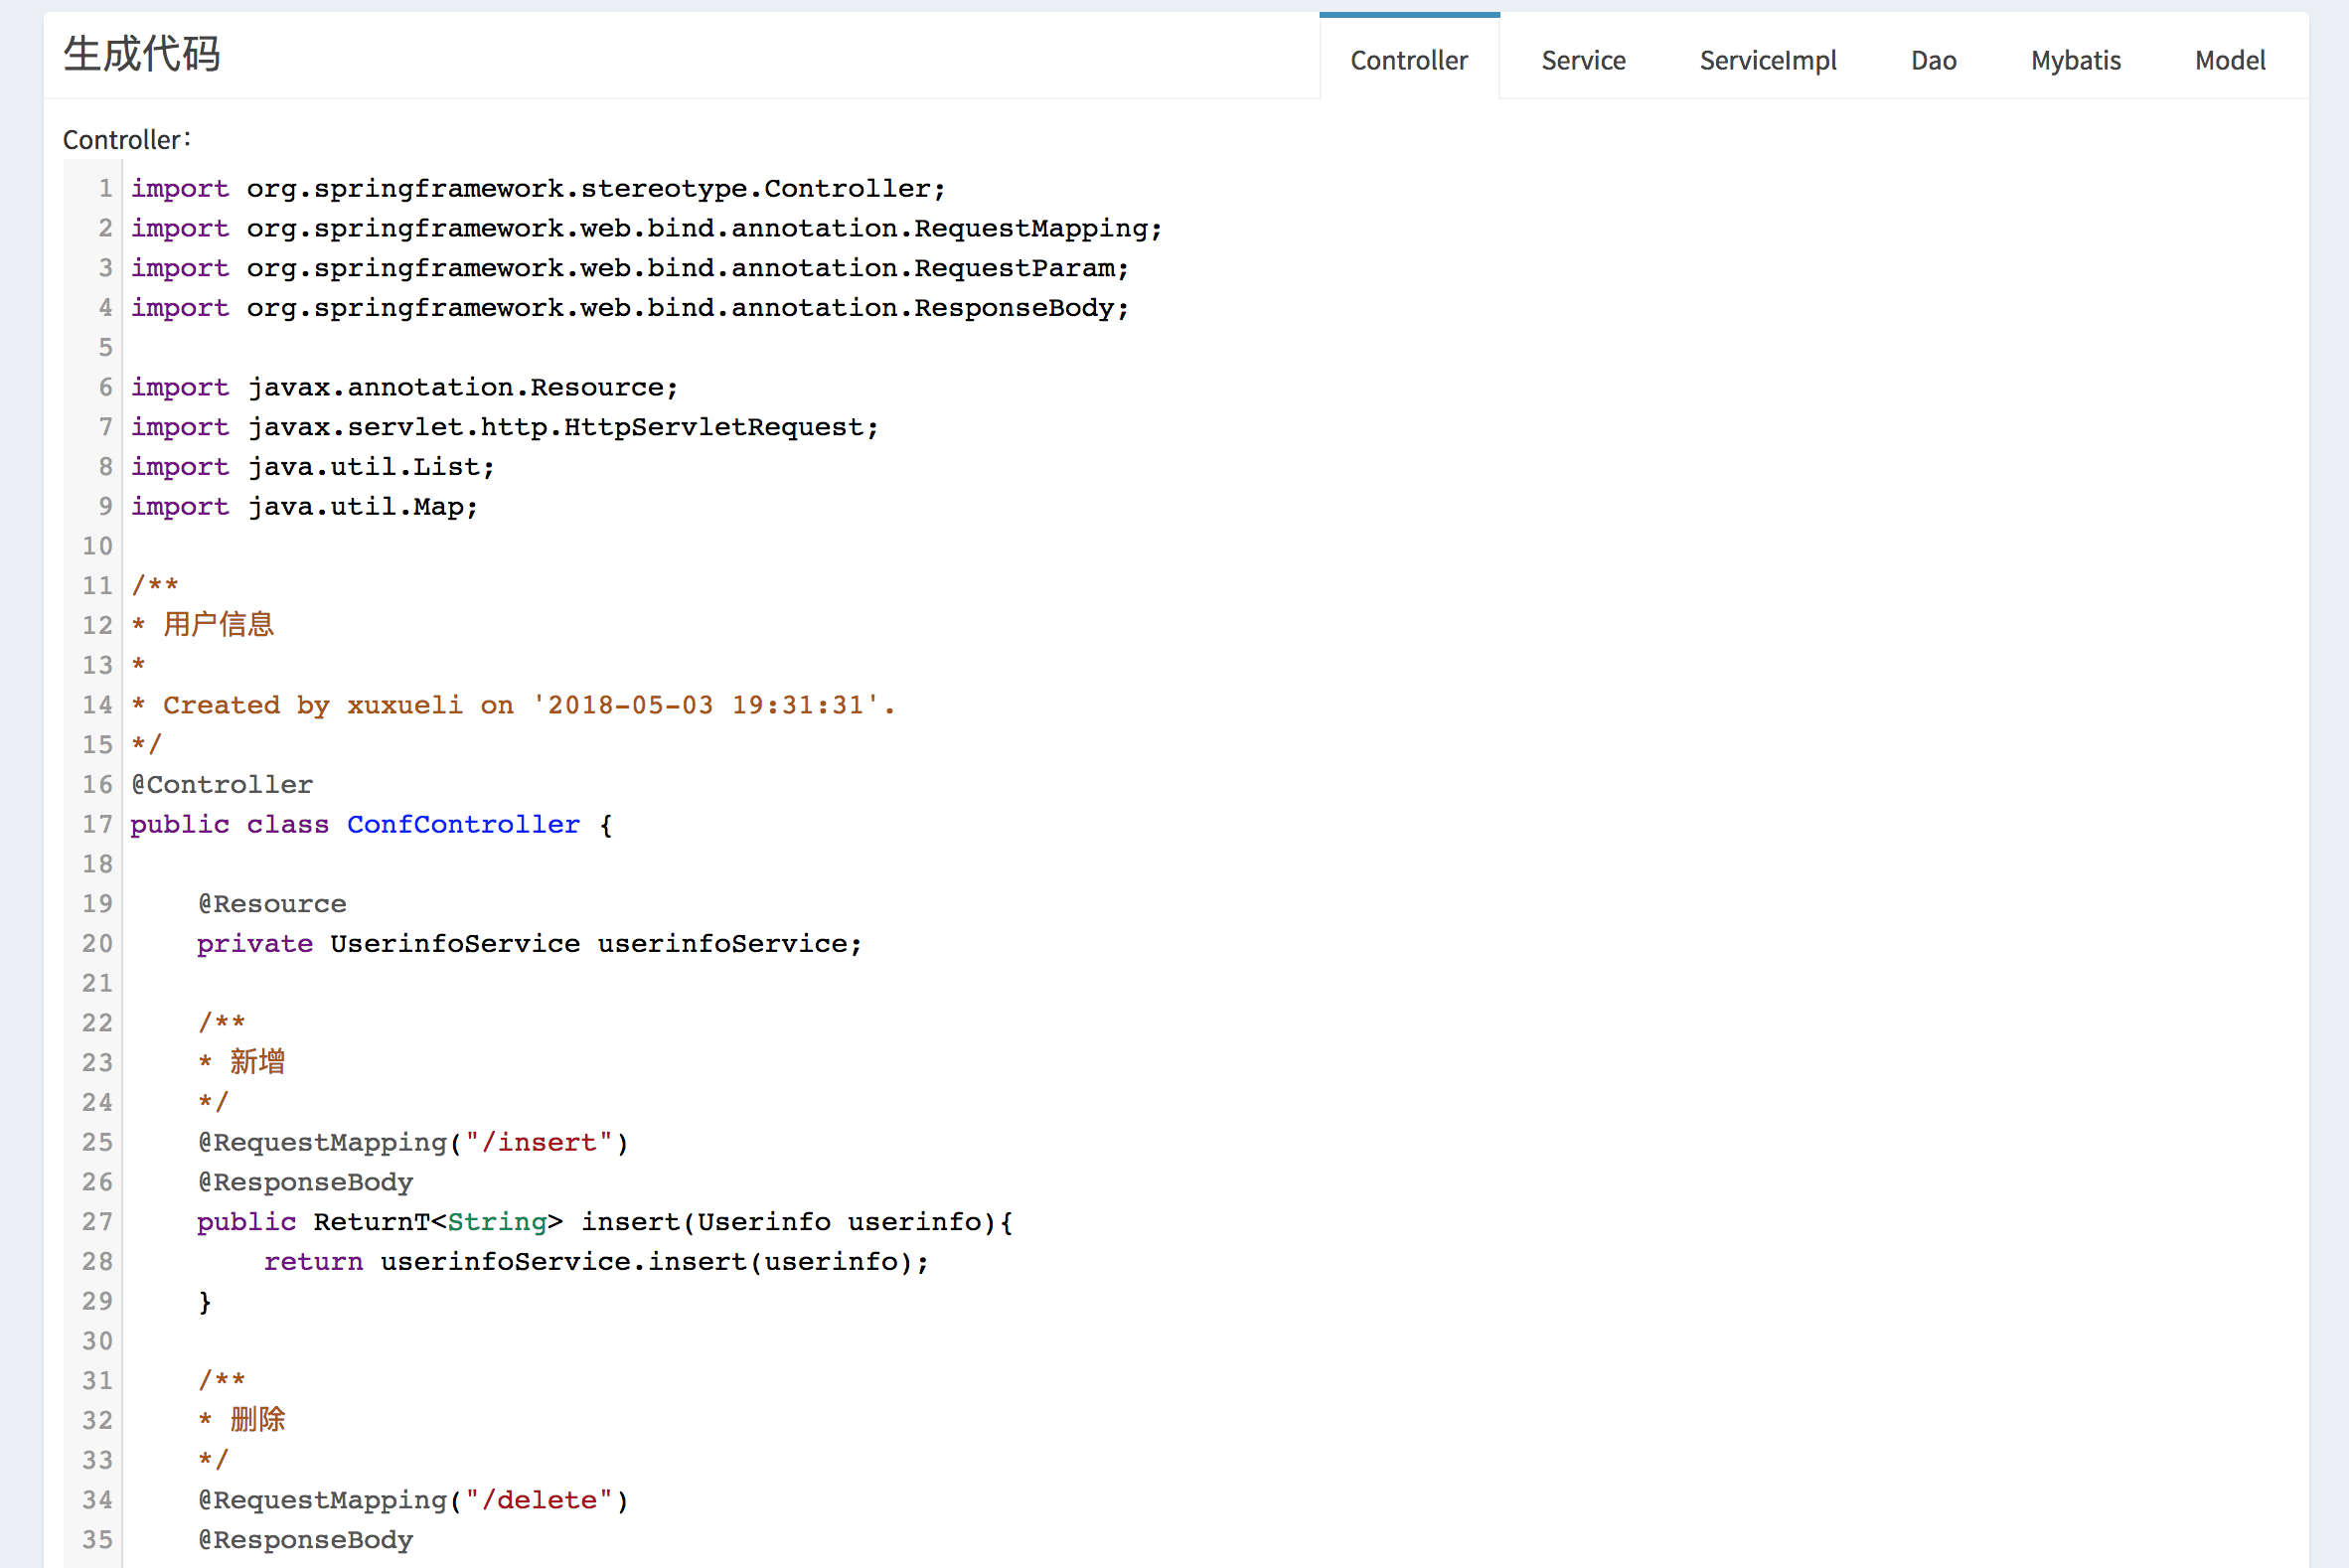 生成代码
Controller Service ServiceImpl Dao Mybatis Model
Controller：
1 import org.springframework.stereotype.Controller;
2 import org.springframework.web.bind.annotation.RequestMapping;
3 import org.springframework.web.bind.annotation.RequestParam;
4 import org.springframework.web.bind.annotation.ResponseBody;
5
6 import javax.annotation.Resource;
7 import javax.servlet.http.HttpServletRequest;
8 import java.util.List;
9 import java.util.Map;
10
11 /**
12 * 用户信息
13 *
14 * Created by xuxueli on '2018-05-03 19:31:31'.
15 */
16 @Controller
17 public class ConfController {
18
19     @Resource
20     private UserinfoService userinfoService;
21
22     /**
23     * 新增
24     */
25     @RequestMapping("/insert")
26     @ResponseBody
27     public ReturnT<String> insert(Userinfo userinfo){
28         return userinfoService.insert(userinfo);
29     }
30
31     /**
32     * 删除
33     */
34     @RequestMapping("/delete")
35     @ResponseBody